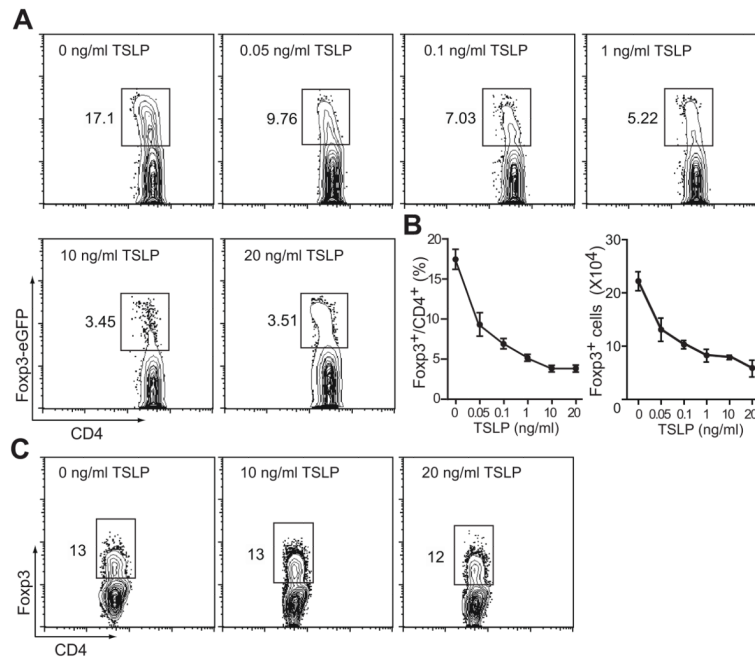 A
0 ng/ml TSLP
0.05 ng/ml TSLP
0.1 ng/ml TSLP
1 ng/ml TSLP
17.1
9.76
7.03
5.22
10 ng/ml TSLP
20 ng/ml TSLP
3.45
3.51
Foxp3-eGFP
CD4
B
Foxp3⁺/CD4⁺ (%)
20
15
10
5
0
0 0.05 0.1 1 10 20
TSLP (ng/ml)
Foxp3⁺ cells (X10⁴)
30
20
10
0
0 0.05 0.1 1 10 20
TSLP (ng/ml)
C
0 ng/ml TSLP
10 ng/ml TSLP
20 ng/ml TSLP
13
13
12
Foxp3
CD4